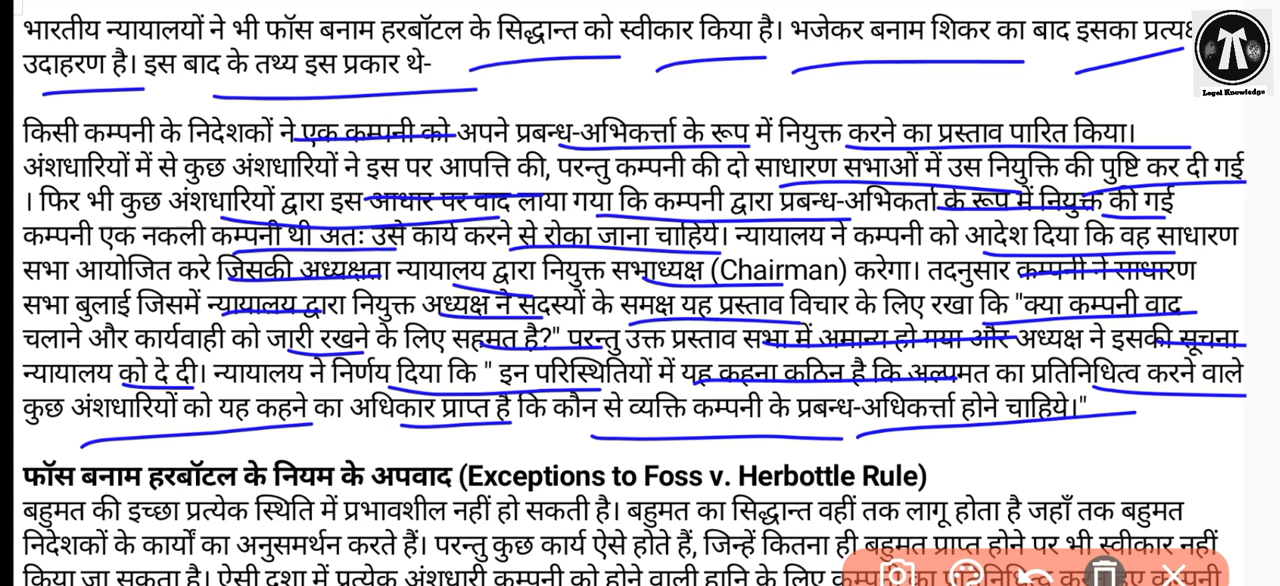 भारतीय न्यायालयों ने भी फॉस बनाम हरबॉटल के सिद्धान्त को स्वीकार किया है। भजेकर बनाम शिकर का बाद इसका
उदाहरण है। इस बाद के तथ्य इस प्रकार थे-
किसी कम्पनी के निदेशकों ने एक कम्पनी को अपने प्रबन्ध-अभिकर्त्ता के रूप में नियुक्त करने का प्रस्ताव पारित किया।
अंशधारियों में से कुछ अंशधारियों ने इस पर आपत्ति की, परन्तु कम्पनी की दो साधारण सभाओं में उस नियुक्ति की पुष्टि कर दी गई
। फिर भी कुछ अंशधारियों द्वारा इस आधार पर वाद लाया गया कि कम्पनी द्वारा प्रबन्ध-अभिकर्ता के रूप में नियुक्त की गई
कम्पनी एक नकली कम्पनी थी अतः उसे कार्य करने से रोका जाना चाहिये। न्यायालय ने कम्पनी को आदेश दिया कि वह साधारण
सभा आयोजित करे जिसकी अध्यक्षता न्यायालय द्वारा नियुक्त सभाध्यक्ष (Chairman) करेगा। तदनुसार कम्पनी ने साधारण
सभा बुलाई जिसमें न्यायालय द्वारा नियुक्त अध्यक्ष ने सदस्यों के समक्ष यह प्रस्ताव विचार के लिए रखा कि "क्या कम्पनी वाद
चलाने और कार्यवाही को जारी रखने के लिए सहमत है?" परन्तु उक्त प्रस्ताव सभा में अमान्य हो गया और अध्यक्ष ने इसकी सूचना
न्यायालय को दे दी। न्यायालय ने निर्णय दिया कि " इन परिस्थितियों में यह कहना कठिन है कि अल्पमत का प्रतिनिधित्व करने वाले
कुछ अंशधारियों को यह कहने का अधिकार प्राप्त है कि कौन से व्यक्ति कम्पनी के प्रबन्ध-अधिकर्त्ता होने चाहिये।"
फॉस बनाम हरबॉटल के नियम के अपवाद (Exceptions to Foss v. Herbottle Rule)
बहुमत की इच्छा प्रत्येक स्थिति में प्रभावशील नहीं हो सकती है। बहुमत का सिद्धान्त वहीं तक लागू होता है जहाँ तक बहुमत
निदेशकों के कार्यों का अनुसमर्थन करते हैं। परन्तु कुछ कार्य ऐसे होते हैं, जिन्हें कितना ही बहुमत प्राप्त होने पर भी स्वीकार नहीं
किया जा सकता है। ऐसी दशा में प्रत्येक अंशधारी कम्पनी को होने वाली हानि के लिए
Legel Knowledge